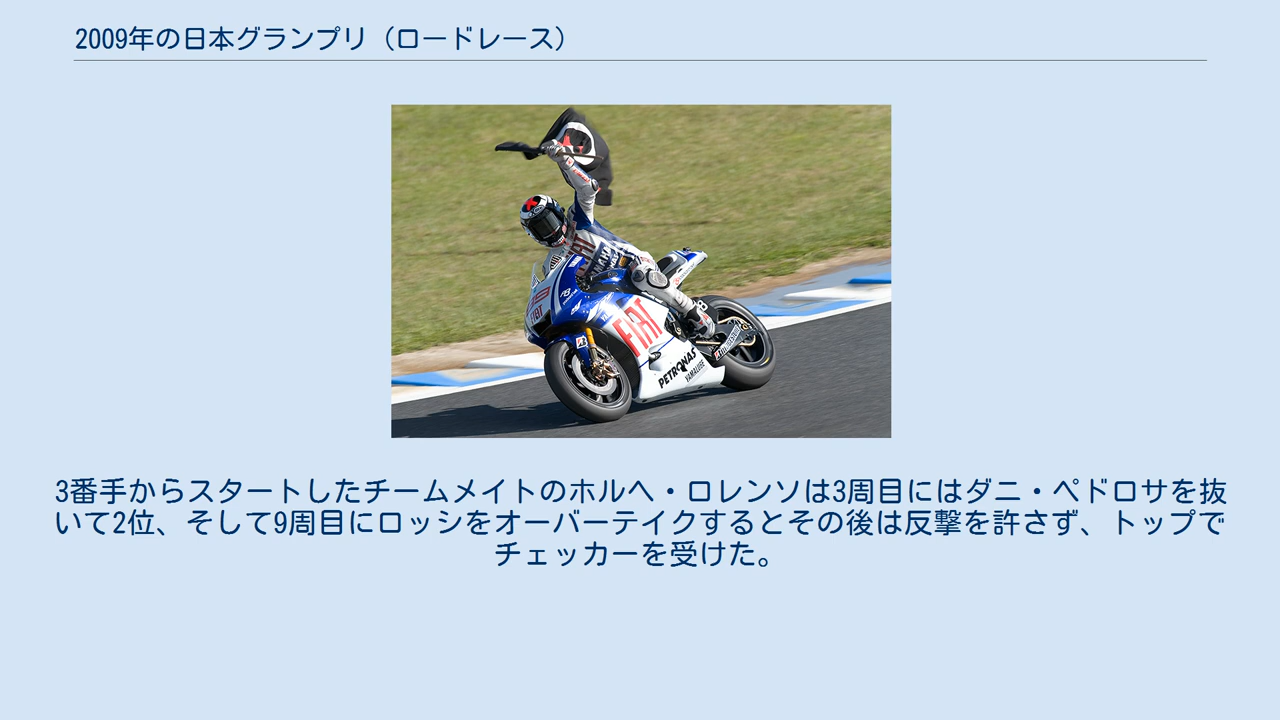 2009年の日本グランプリ（ロードレース）
FIAT
PETRONAS
YAMALUBE
3番手からスタートしたチームメイトのホルヘ・ロレンソは3周目にはダニ・ペドロサを抜
いて2位、そして9周目にロッシをオーバーテイクするとその後は反撃を許さず、トップで
チェッカーを受けた。